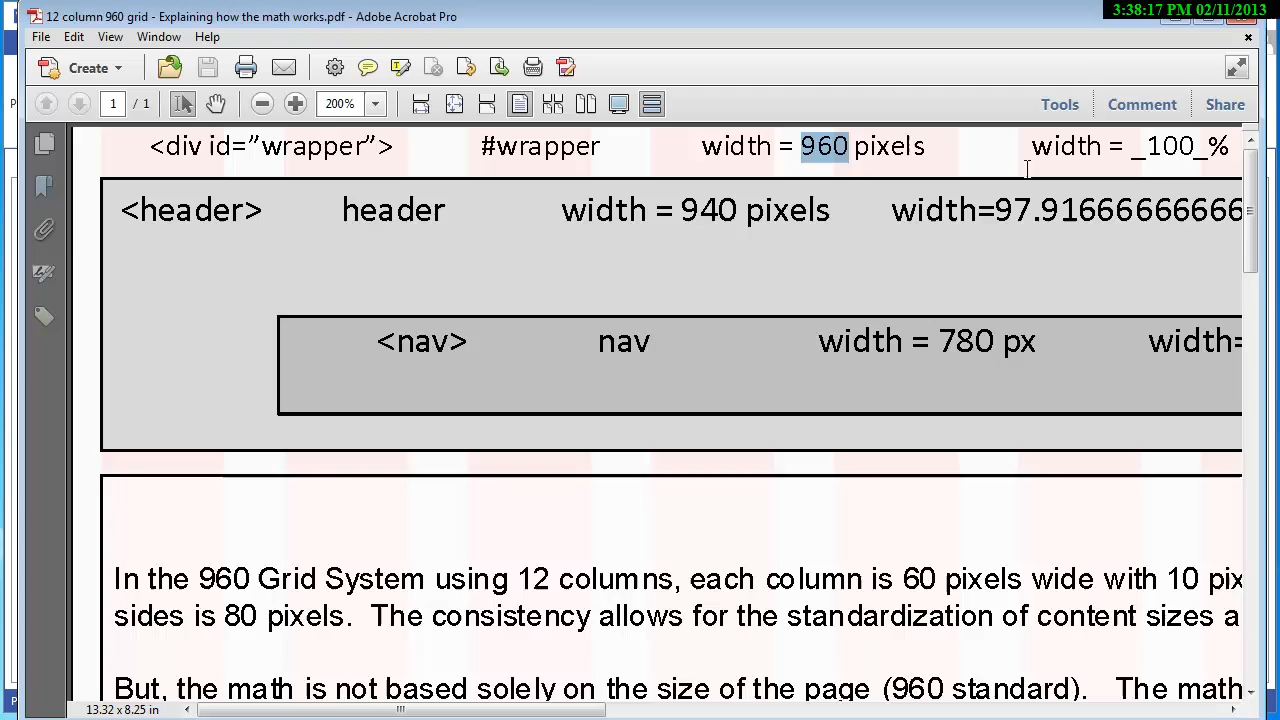 12 column 960 grid - Explaining how the math works.pdf - Adobe Acrobat Pro
3:38:17 PM 02/11/2013
File Edit View Window Help
Create
1 / 1 200% Tools Comment Share
<div id=”wrapper”> #wrapper width = 960 pixels width = _100_%
<header> header width = 940 pixels width=97.91666666666
<nav> nav width = 780 px width=
In the 960 Grid System using 12 columns, each column is 60 pixels wide with 10 pix
sides is 80 pixels. The consistency allows for the standardization of content sizes a
But, the math is not based solely on the size of the page (960 standard). The math
13.32 x 8.25 in